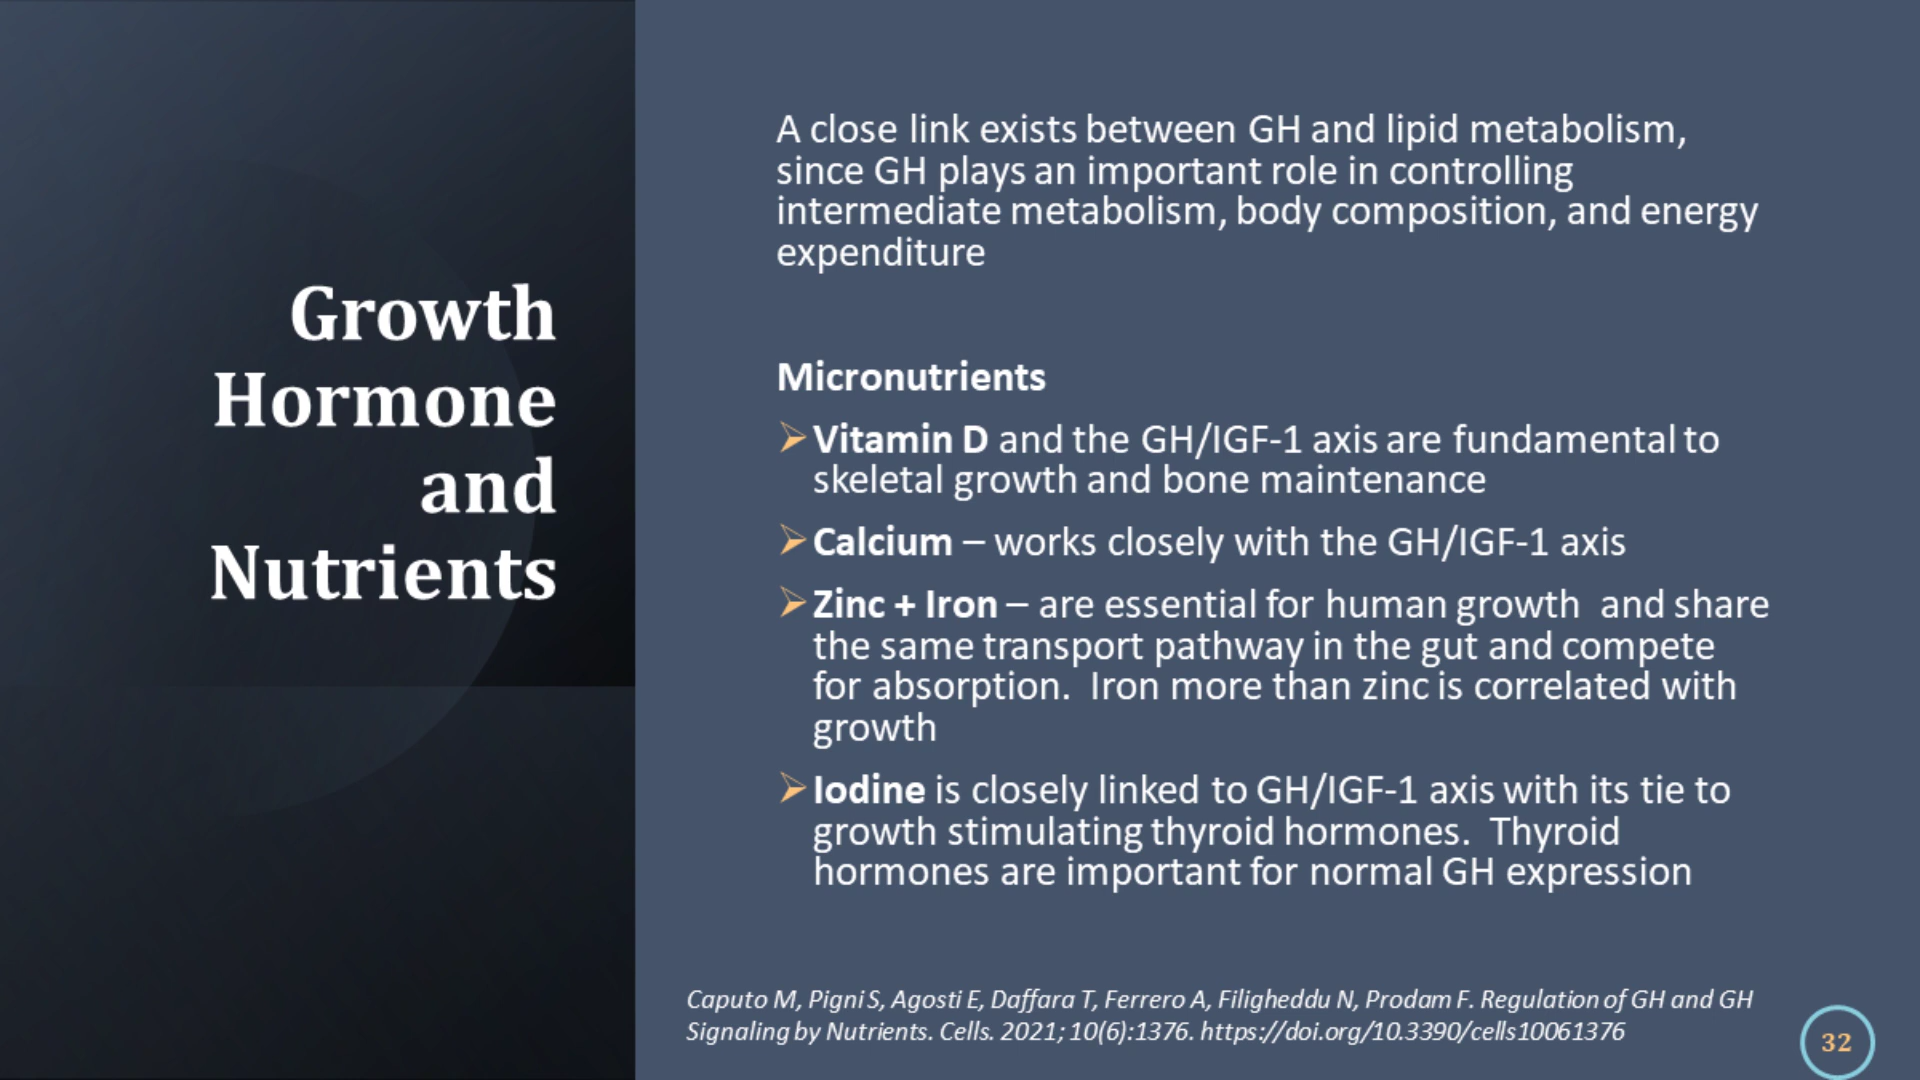 Growth
Hormone
and
Nutrients
A close link exists between GH and lipid metabolism,
since GH plays an important role in controlling
intermediate metabolism, body composition, and energy
expenditure
Micronutrients
➢Vitamin D and the GH/IGF-1 axis are fundamental to
skeletal growth and bone maintenance
➢Calcium – works closely with the GH/IGF-1 axis
➢Zinc + Iron – are essential for human growth  and share
the same transport pathway in the gut and compete
for absorption.  Iron more than zinc is correlated with
growth
➢Iodine is closely linked to GH/IGF-1 axis with its tie to
growth stimulating thyroid hormones.  Thyroid
hormones are important for normal GH expression
Caputo M, Pigni S, Agosti E, Daffara T, Ferrero A, Filigheddu N, Prodam F. Regulation of GH and GH
Signaling by Nutrients. Cells. 2021; 10(6):1376. https://doi.org/10.3390/cells10061376
32